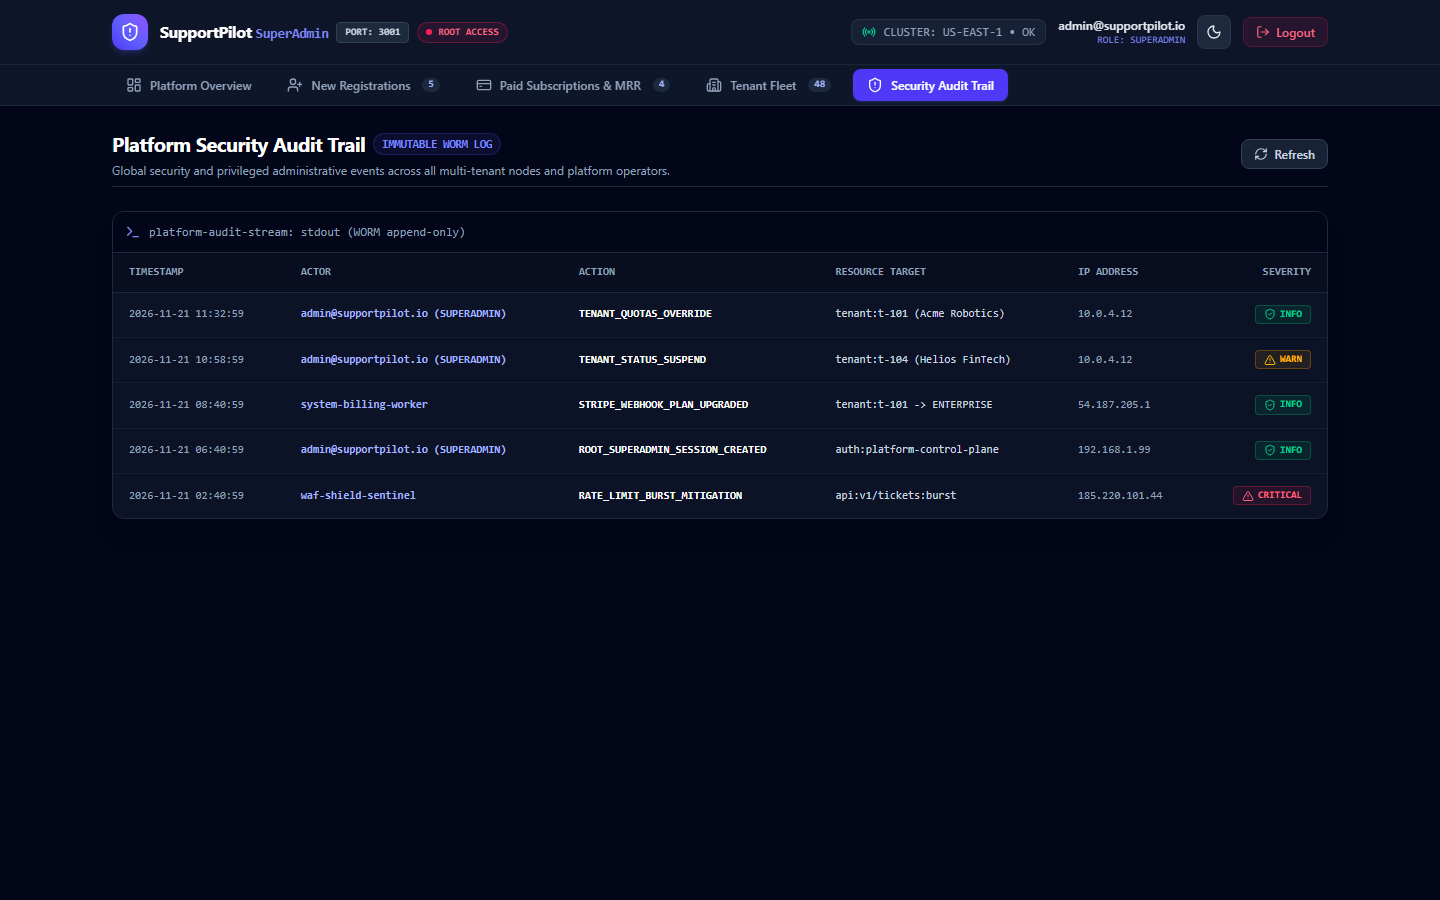 SupportPilot SuperAdmin PORT: 3001 ROOT ACCESS CLUSTER: US-EAST-1 • OK admin@supportpilot.io Logout
ROLE: SUPERADMIN
Platform Overview New Registrations 5 Paid Subscriptions & MRR 4 Tenant Fleet 48 Security Audit Trail
Platform Security Audit Trail IMMUTABLE WORM LOG Refresh
Global security and privileged administrative events across all multi-tenant nodes and platform operators.
platform-audit-stream: stdout (WORM append-only)
TIMESTAMP ACTOR ACTION RESOURCE TARGET IP ADDRESS SEVERITY
2026-11-21 11:32:59 admin@supportpilot.io (SUPERADMIN) TENANT_QUOTAS_OVERRIDE tenant:t-101 (Acme Robotics) 10.0.4.12 INFO
2026-11-21 10:58:59 admin@supportpilot.io (SUPERADMIN) TENANT_STATUS_SUSPEND tenant:t-104 (Helios FinTech) 10.0.4.12 WARN
2026-11-21 08:40:59 system-billing-worker STRIPE_WEBHOOK_PLAN_UPGRADED tenant:t-101 -> ENTERPRISE 54.187.205.1 INFO
2026-11-21 06:40:59 admin@supportpilot.io (SUPERADMIN) ROOT_SUPERADMIN_SESSION_CREATED auth:platform-control-plane 192.168.1.99 INFO
2026-11-21 02:40:59 waf-shield-sentinel RATE_LIMIT_BURST_MITIGATION api:v1/tickets:burst 185.220.101.44 CRITICAL